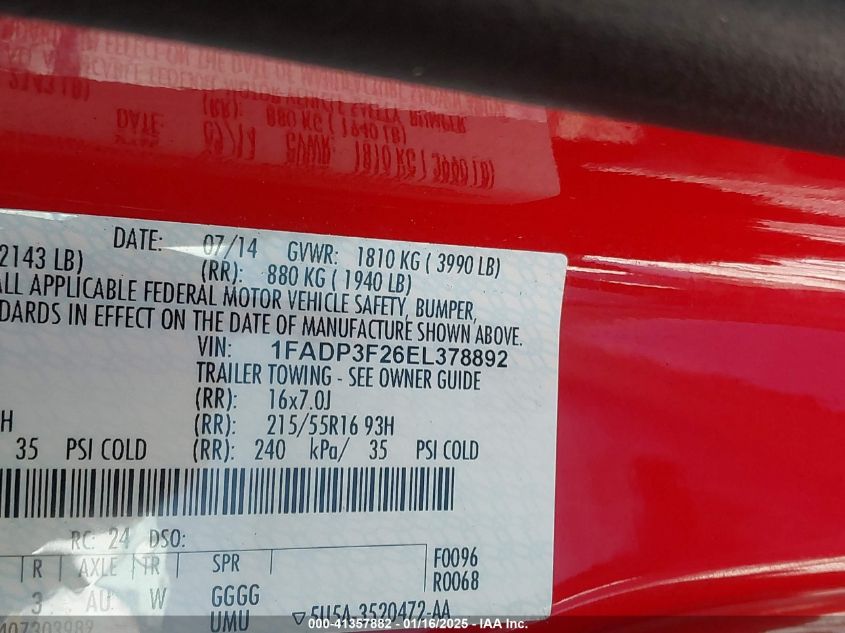 DATE: 07/14 GVWR: 1810 KG ( 3990 LB)
2143 LB) (RR): 880 KG ( 1940 LB)
ALL APPLICABLE FEDERAL MOTOR VEHICLE SAFETY, BUMPER,
DARDS IN EFFECT ON THE DATE OF MANUFACTURE SHOWN ABOVE.
VIN: 1FADP3F26EL378892
TRAILER TOWING - SEE OWNER GUIDE
(RR): 16x7.0J
H (RR): 215/55R16 93H
35 PSI COLD (RR): 240 kPa/ 35 PSI COLD
RC: 24 DSO:
R AXLE TR SPR F0096
R0068
3 AU W GGGG
UMU ▽5U5A 3520472-AA
407303982
000-41357882 - 01/16/2025 - IAA Inc.